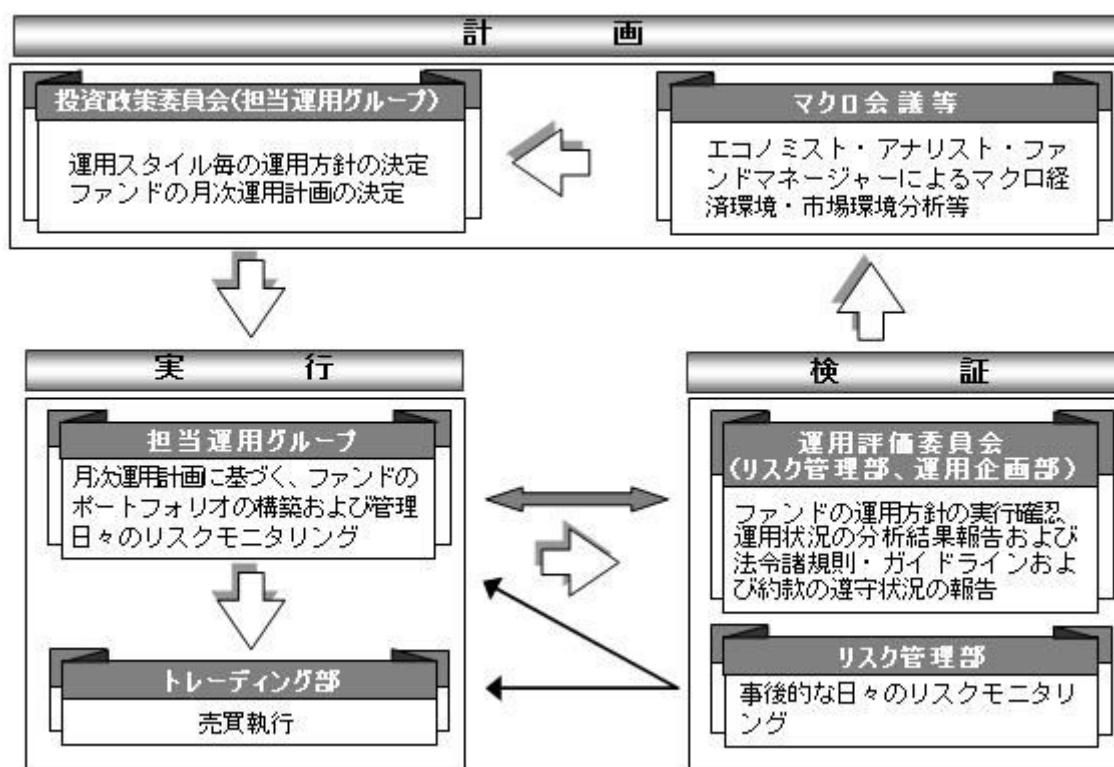 計画
投資政策委員会(担当運用グループ)
運用スタイル毎の運用方針の決定
ファンドの月次運用計画の決定
マクロ会議等
エコノミスト・アナリスト・ファ
ンドマネージャーによるマクロ経
済環境・市場環境分析等
実行
担当運用グループ
月次運用計画に基づく、ファンドの
ポートフォリオの構築および管理
日々のリスクモニタリング
トレーディング部
売買執行
検証
運用評価委員会
(リスク管理部、運用企画部)
ファンドの運用方針の実行確認、
運用状況の分析結果報告および
法令諸規則・ガイドラインおよ
び約款の遵守状況の報告
リスク管理部
事後的な日々のリスクモニタリ
ング